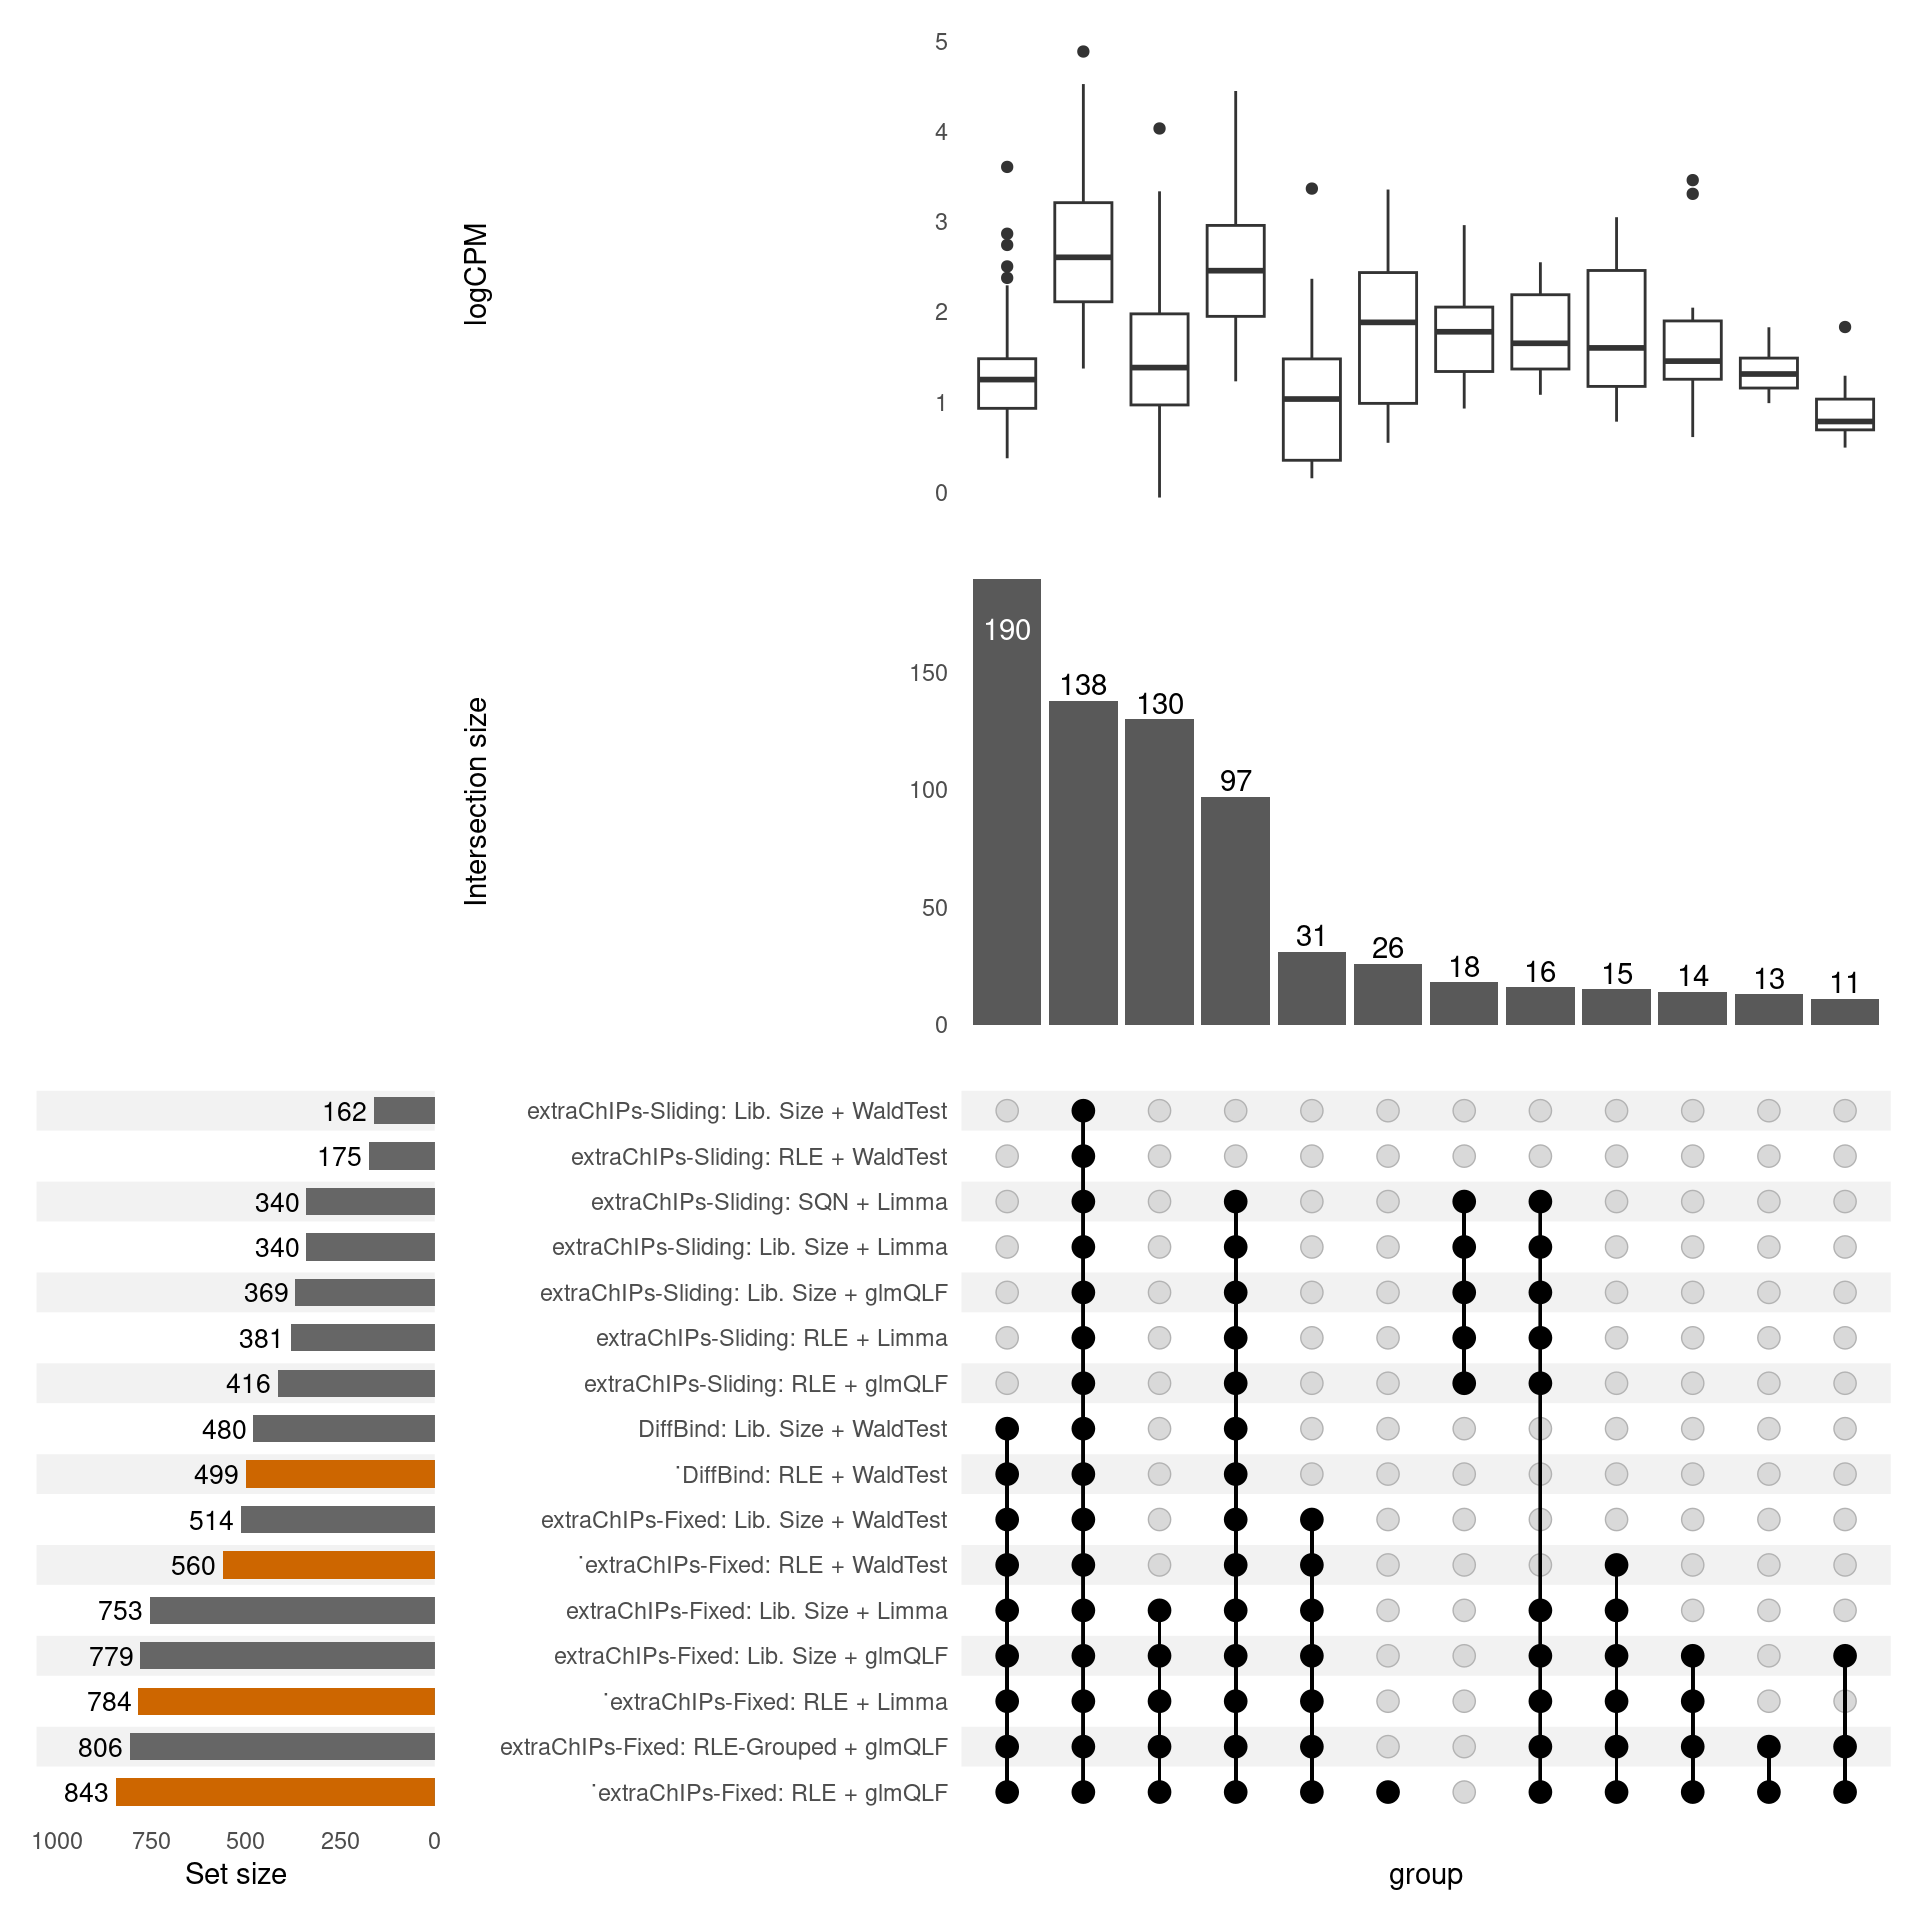 5
4
3
2
1
0
logCPM
190
138
130
97
31
26
18
16
15
14
13
11
150
100
50
0
Intersection size
162 extraChIPs-Sliding: Lib. Size + WaldTest
175 extraChIPs-Sliding: RLE + WaldTest
340 extraChIPs-Sliding: SQN + Limma
340 extraChIPs-Sliding: Lib. Size + Limma
369 extraChIPs-Sliding: Lib. Size + glmQLF
381 extraChIPs-Sliding: RLE + Limma
416 extraChIPs-Sliding: RLE + glmQLF
480 DiffBind: Lib. Size + WaldTest
499 ˙DiffBind: RLE + WaldTest
514 extraChIPs-Fixed: Lib. Size + WaldTest
560 ˙extraChIPs-Fixed: RLE + WaldTest
753 extraChIPs-Fixed: Lib. Size + Limma
779 extraChIPs-Fixed: Lib. Size + glmQLF
784 ˙extraChIPs-Fixed: RLE + Limma
806 extraChIPs-Fixed: RLE-Grouped + glmQLF
843 ˙extraChIPs-Fixed: RLE + glmQLF
1000 750 500 250 0
Set size
group